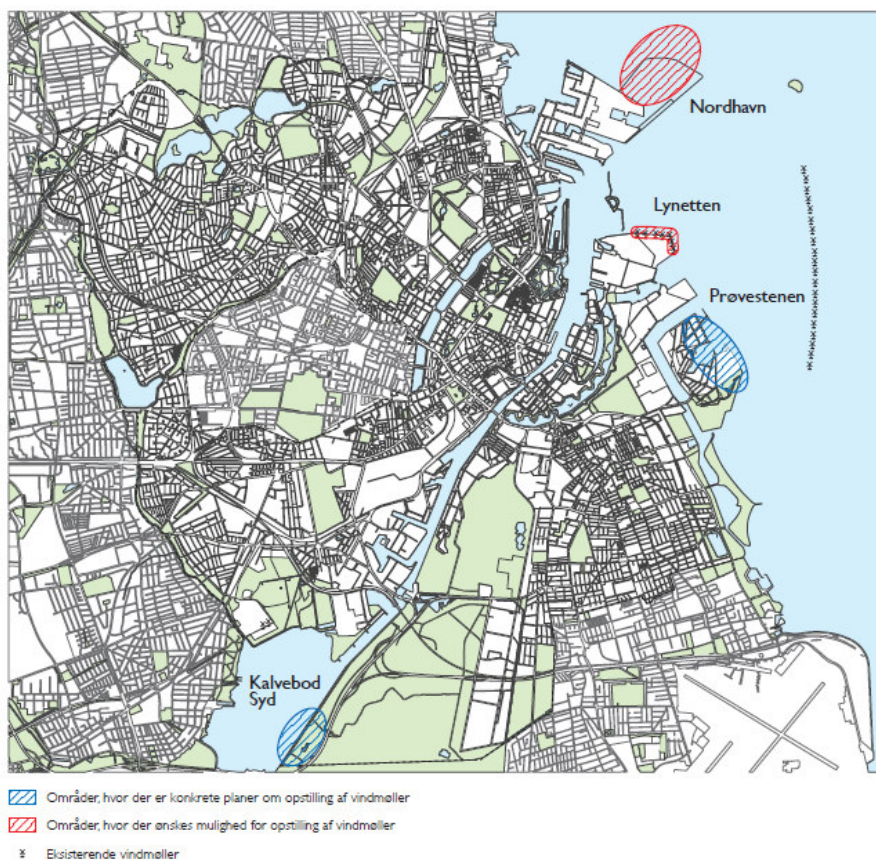 Nordhavn
Lynetten
Prøvestenen
Kalvebod
Syd
Områder, hvor der er konkrete planer om opstilling af vindmøller
Områder, hvor der ønskes mulighed for opstilling af vindmøller
Eksisterende vindmøller